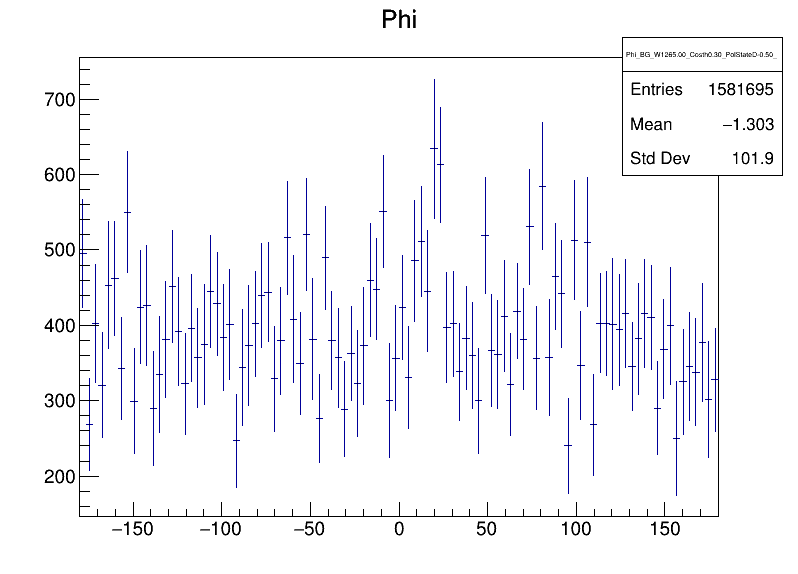 Phi
Phi_BG_W1265.00_Costh0.30_PolStateD-0.50_
Entries 1581695
Mean −1.303
Std Dev 101.9
700
600
500
400
300
200
−150 −100 −50 0 50 100 150